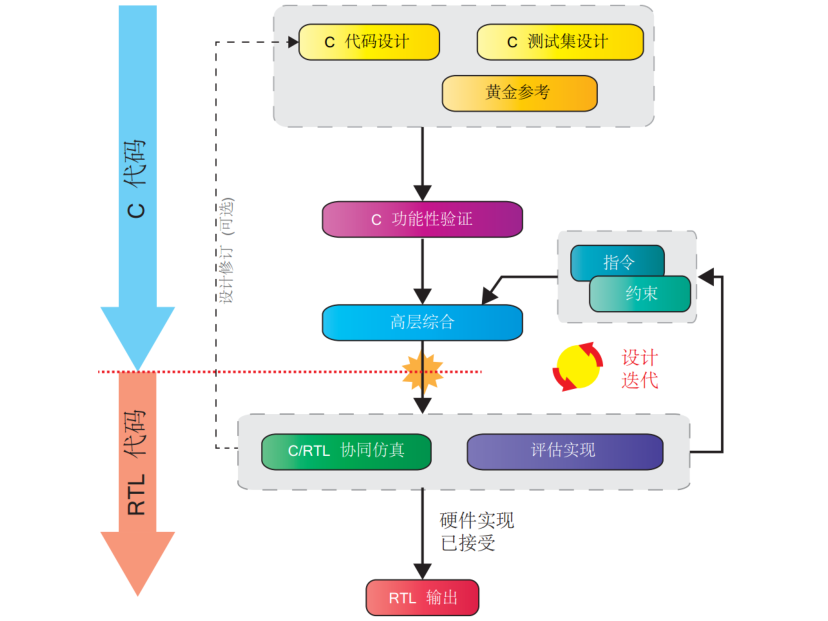 C 代码设计
C 测试集设计
黄金参考
C 代码
C 功能性验证
设计修订 (可选)
指令
约束
高层综合
设计
迭代
RTL 代码
C/RTL 协同仿真
评估实现
硬件实现
已接受
RTL 输出